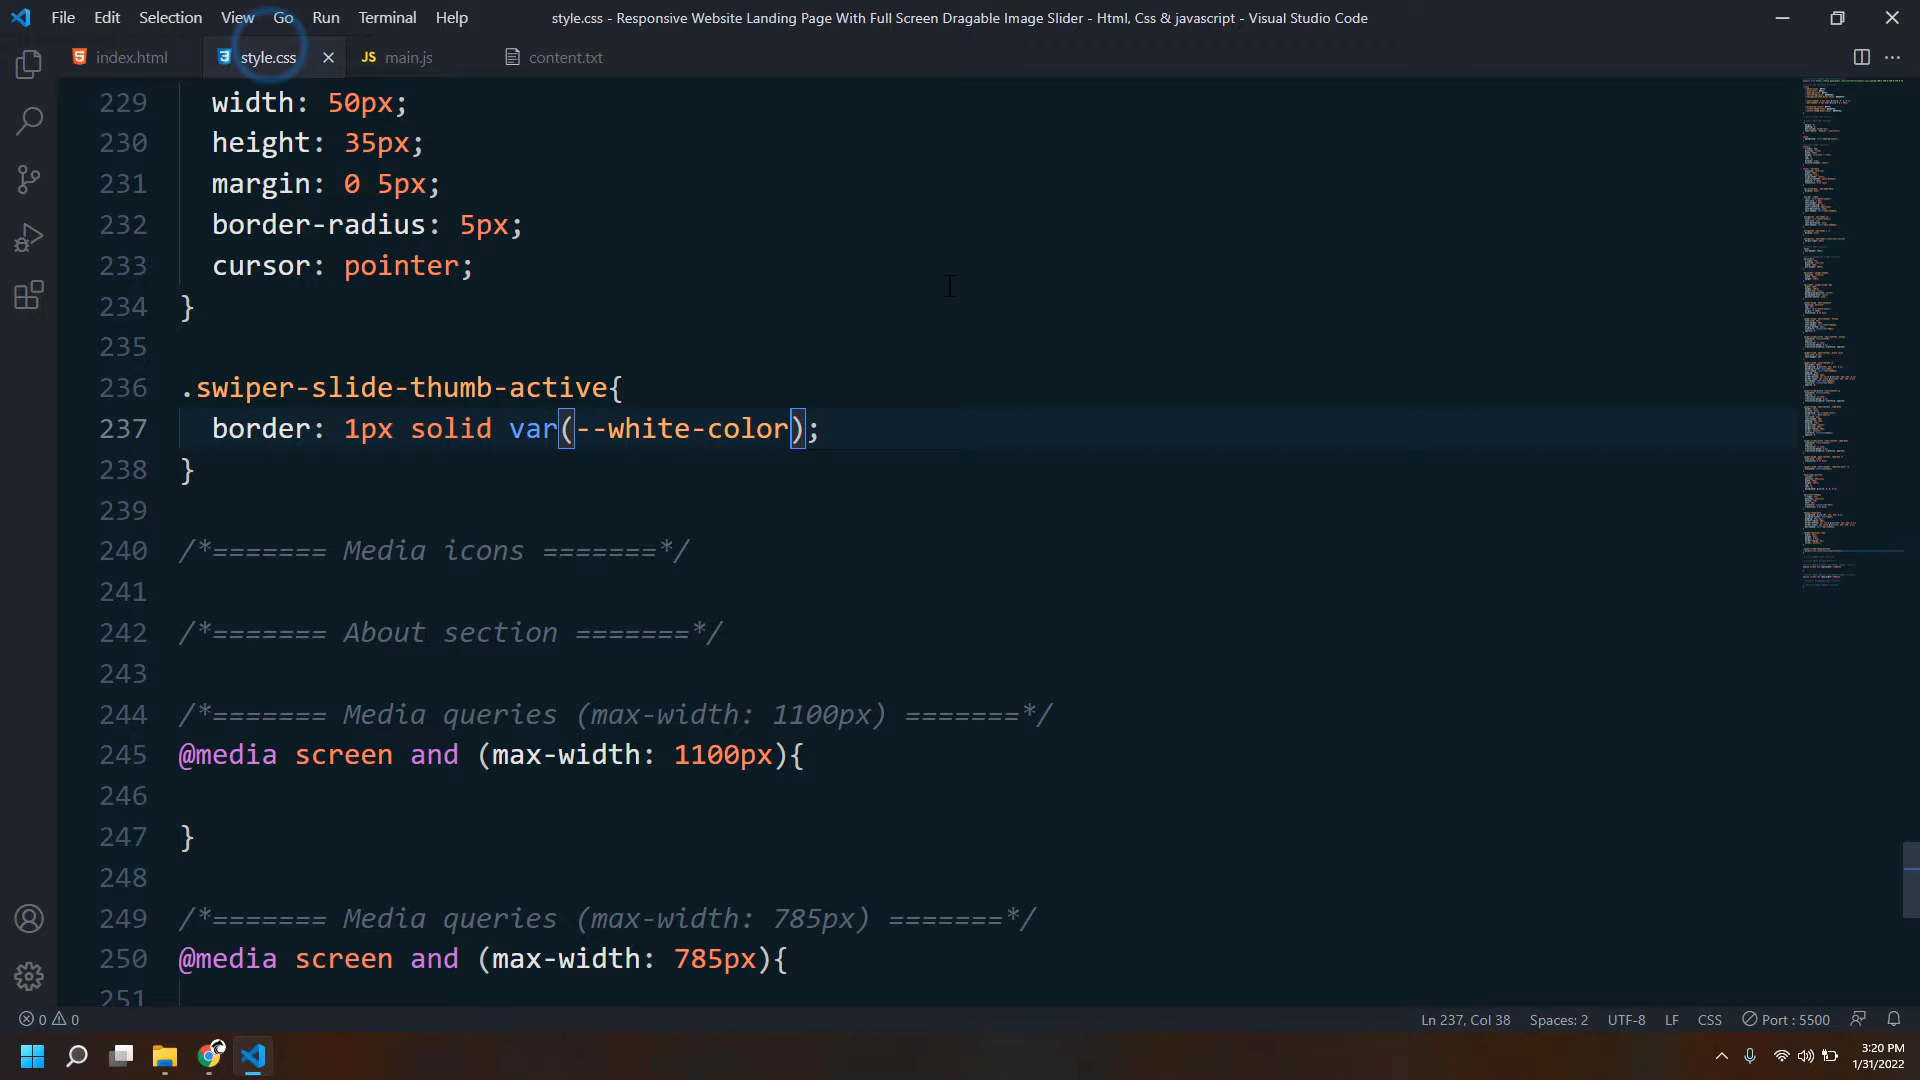 File Edit Selection View Go Run Terminal Help
style.css - Responsive Website Landing Page With Full Screen Dragable Image Slider - Html, Css & javascript - Visual Studio Code
index.html style.css JS main.js content.txt
229 width: 50px;
230 height: 35px;
231 margin: 0 5px;
232 border-radius: 5px;
233 cursor: pointer;
234 }
235
236 .swiper-slide-thumb-active{
237 border: 1px solid var(--white-color);
238 }
239
240 /*======= Media icons =======*/
241
242 /*======= About section =======*/
243
244 /*======= Media queries (max-width: 1100px) =======*/
245 @media screen and (max-width: 1100px){
246
247 }
248
249 /*======= Media queries (max-width: 785px) =======*/
250 @media screen and (max-width: 785px){
251
0 0 Ln 237, Col 38 Spaces: 2 UTF-8 LF CSS Port : 5500
3:20 PM
1/31/2022